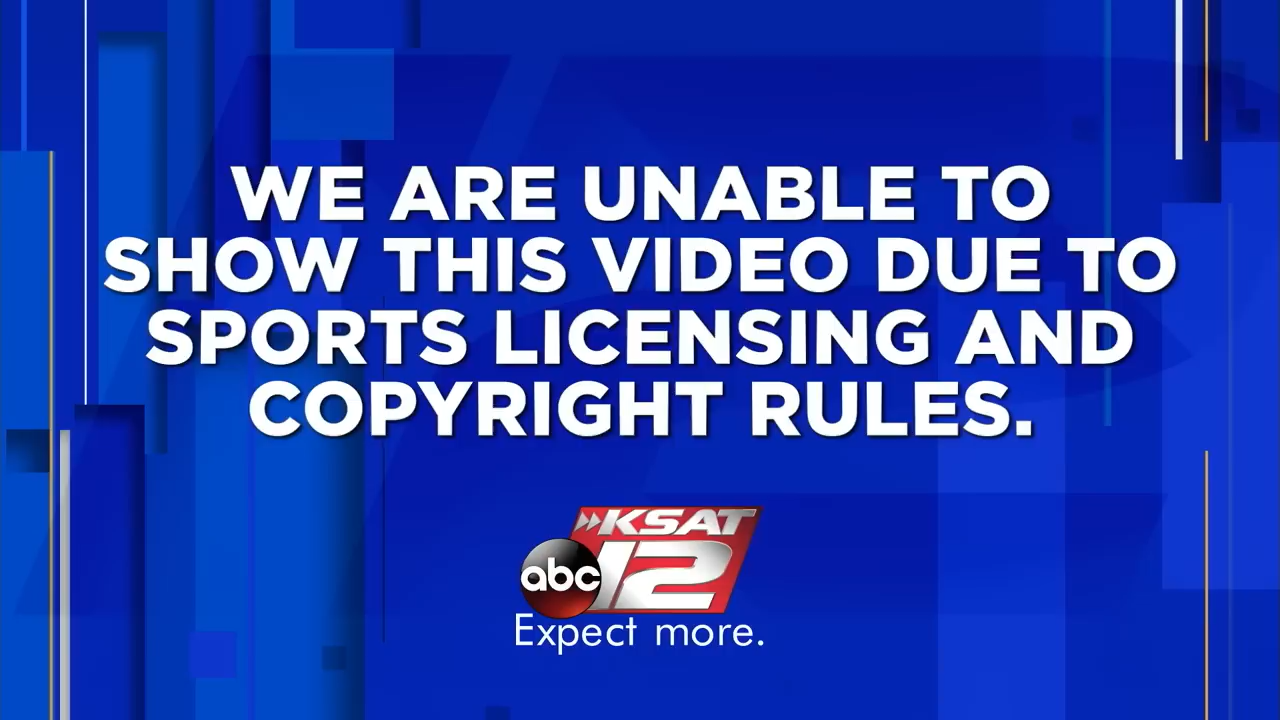 WE ARE UNABLE TO
SHOW THIS VIDEO DUE TO
SPORTS LICENSING AND
COPYRIGHT RULES.
KSAT
abc 12
Expect more.